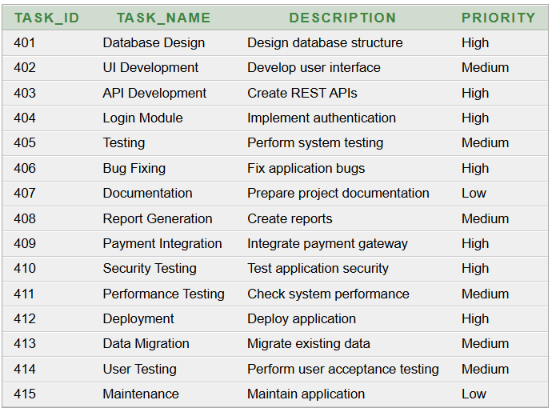 TASK_ID TASK_NAME DESCRIPTION PRIORITY
401 Database Design Design database structure High
402 UI Development Develop user interface Medium
403 API Development Create REST APIs High
404 Login Module Implement authentication High
405 Testing Perform system testing Medium
406 Bug Fixing Fix application bugs High
407 Documentation Prepare project documentation Low
408 Report Generation Create reports Medium
409 Payment Integration Integrate payment gateway High
410 Security Testing Test application security High
411 Performance Testing Check system performance Medium
412 Deployment Deploy application High
413 Data Migration Migrate existing data Medium
414 User Testing Perform user acceptance testing Medium
415 Maintenance Maintain application Low